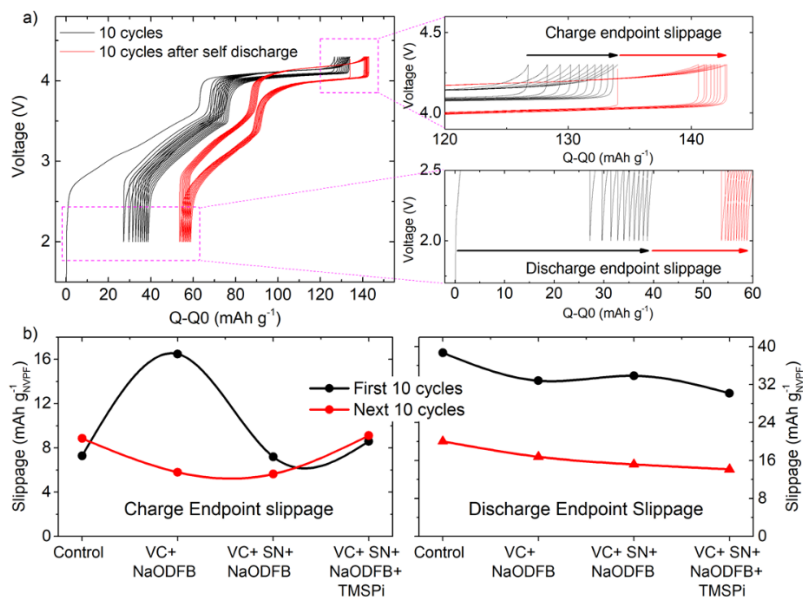 a)
10 cycles
10 cycles after self discharge
Voltage (V)
4
3
2
0 20 40 60 80 100 120 140
Q-Q0 (mAh g⁻¹)
Charge endpoint slippage
Voltage (V)
4.5
4.0
120 130 140
Q-Q0 (mAh g⁻¹)
Voltage (V)
2.5
2.0
Discharge endpoint slippage
0 10 20 30 40 50 60
Q-Q0 (mAh g⁻¹)
b)
Slippage (mAh g⁻¹NVPF)
16
12
8
4
0
First 10 cycles
Next 10 cycles
Charge Endpoint slippage
Control
VC+
NaODFB
VC+ SN+
NaODFB
VC+ SN+
NaODFB+
TMSPi
Discharge Endpoint Slippage
40
32
24
16
8
0
Slippage (mAh g⁻¹NVPF)
Control
VC+
NaODFB
VC+ SN+
NaODFB
VC+ SN+
NaODFB+
TMSPi